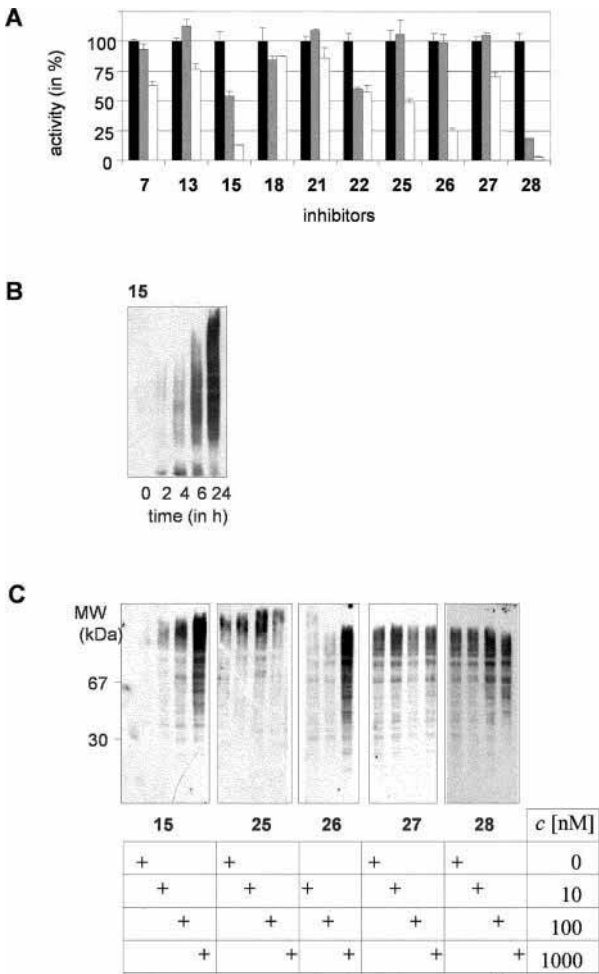 A
activity (in %)
100
75
50
25
0
7 13 15 18 21 22 25 26 27 28
inhibitors
B
15
0 2 4 6 24
time (in h)
C
MW
(kDa)
67
30
15 25 26 27 28 c [nM]
+ + + + 0
+ + + + + 10
+ + + + + 100
+ + + + + 1000